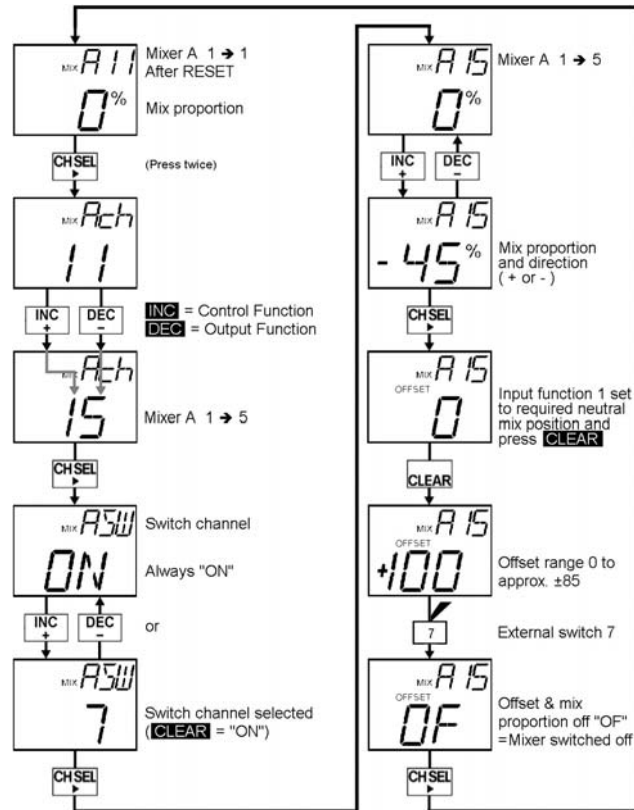 MIX A11
0%
Mixer A 1 ➔ 1
After RESET
Mix proportion
CH SEL
(Press twice)
MIX Ach
11
INC
+
DEC
–
INC = Control Function
DEC = Output Function
MIX Ach
15
Mixer A 1 ➔ 5
CH SEL
MIX ASW
ON
Switch channel
Always "ON"
INC
+
DEC
–
or
MIX ASW
7
Switch channel selected
(CLEAR = "ON")
CH SEL
MIX A15
0%
Mixer A 1 ➔ 5
INC
+
DEC
–
MIX A15
-45%
Mix proportion
and direction
( + or - )
CH SEL
MIX A15
OFFSET
0
Input function 1 set
to required neutral
mix position and
press CLEAR
CLEAR
MIX A15
OFFSET
+100
Offset range 0 to
approx. ±85
7
External switch 7
MIX A15
OFFSET
OF
Offset & mix
proportion off "OF"
=Mixer switched off
CH SEL